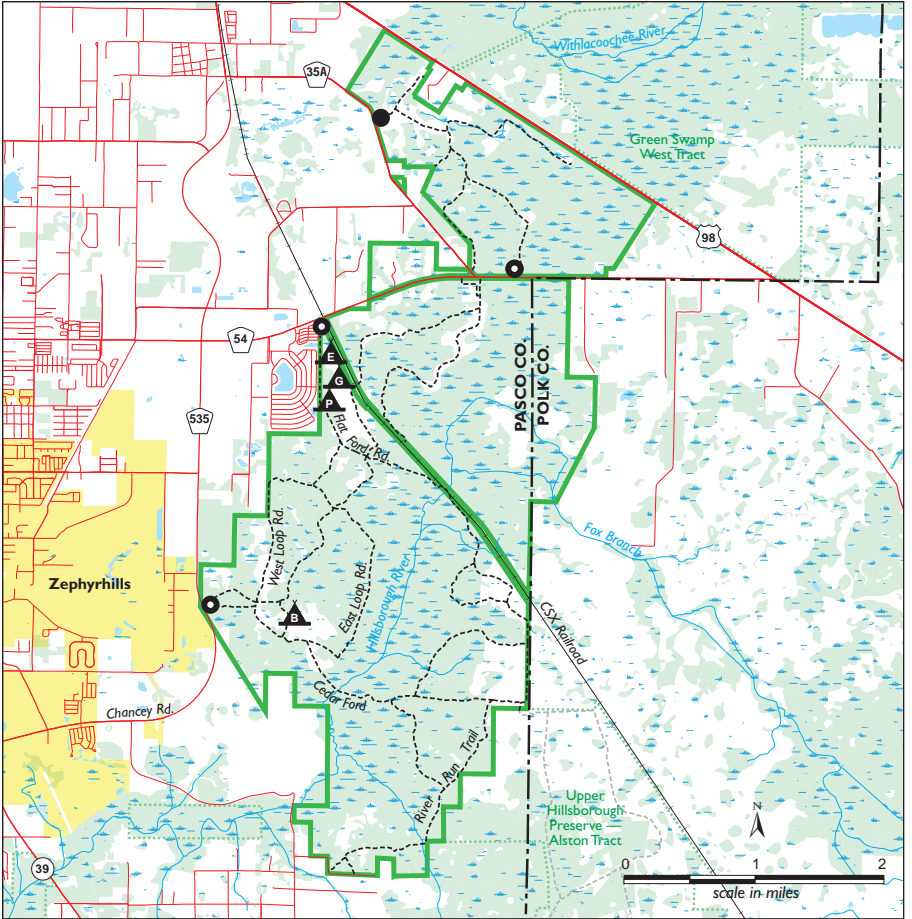 Withlacoochee River
35A
Green Swamp
West Tract
98
54
E
G
P
PASCO CO.
POLK CO.
535
Flat Ford Rd.
West Loop Rd.
East Loop Rd.
Hillsborough River
Fox Branch
Zephyrhills
B
CSX Railroad
Cedar Ford
Chancey Rd.
River Run Trail
Upper
Hillsborough
Preserve —
Alston Tract
N
39
0 1 2
scale in miles